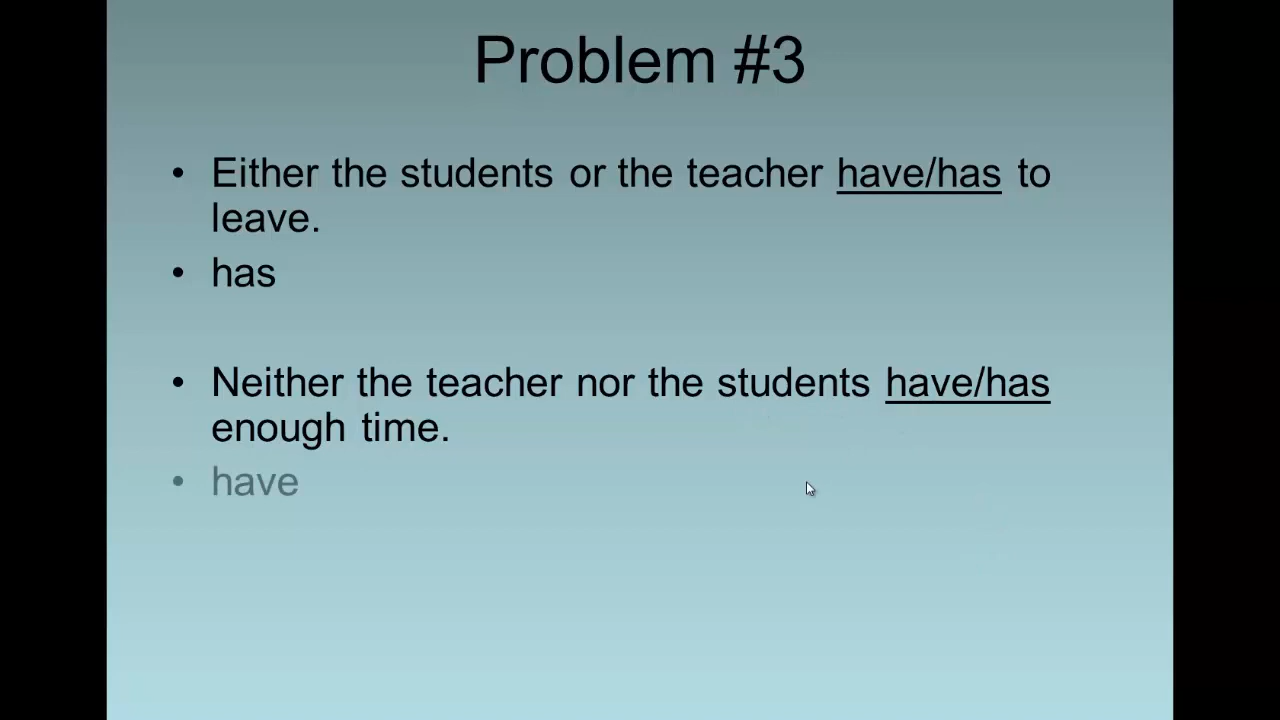 Problem #3
• Either the students or the teacher have/has to
leave.
• has
• Neither the teacher nor the students have/has
enough time.
• have